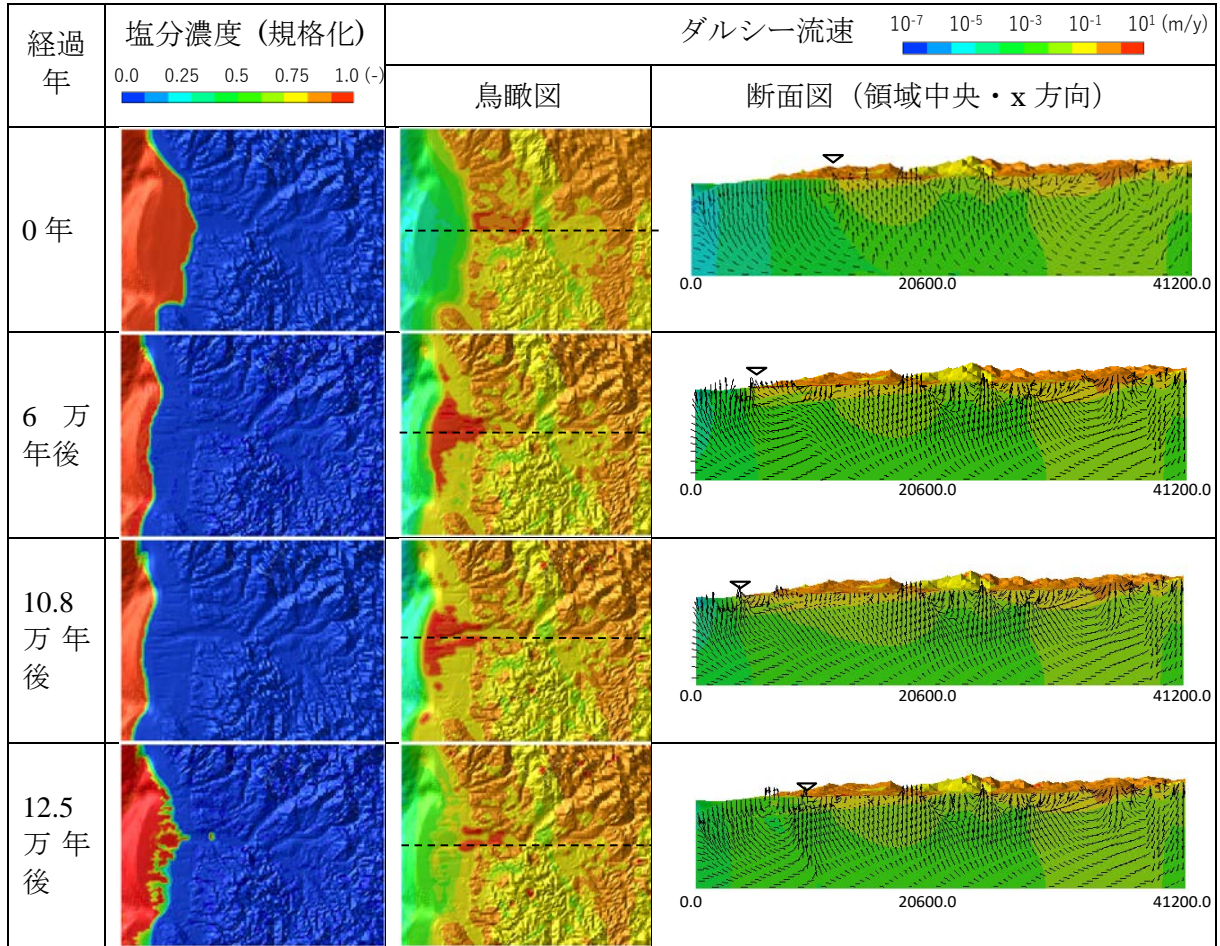 経過
年
塩分濃度 (規格化)
0.0 0.25 0.5 0.75 1.0 (-)
ダルシー流速
10⁻⁷ 10⁻⁵ 10⁻³ 10⁻¹ 10¹ (m/y)
鳥瞰図
断面図（領域中央・x 方向）
0 年
0.0 20600.0 41200.0
6 万
年後
0.0 20600.0 41200.0
10.8
万 年
後
0.0 20600.0 41200.0
12.5
万 年
後
0.0 20600.0 41200.0